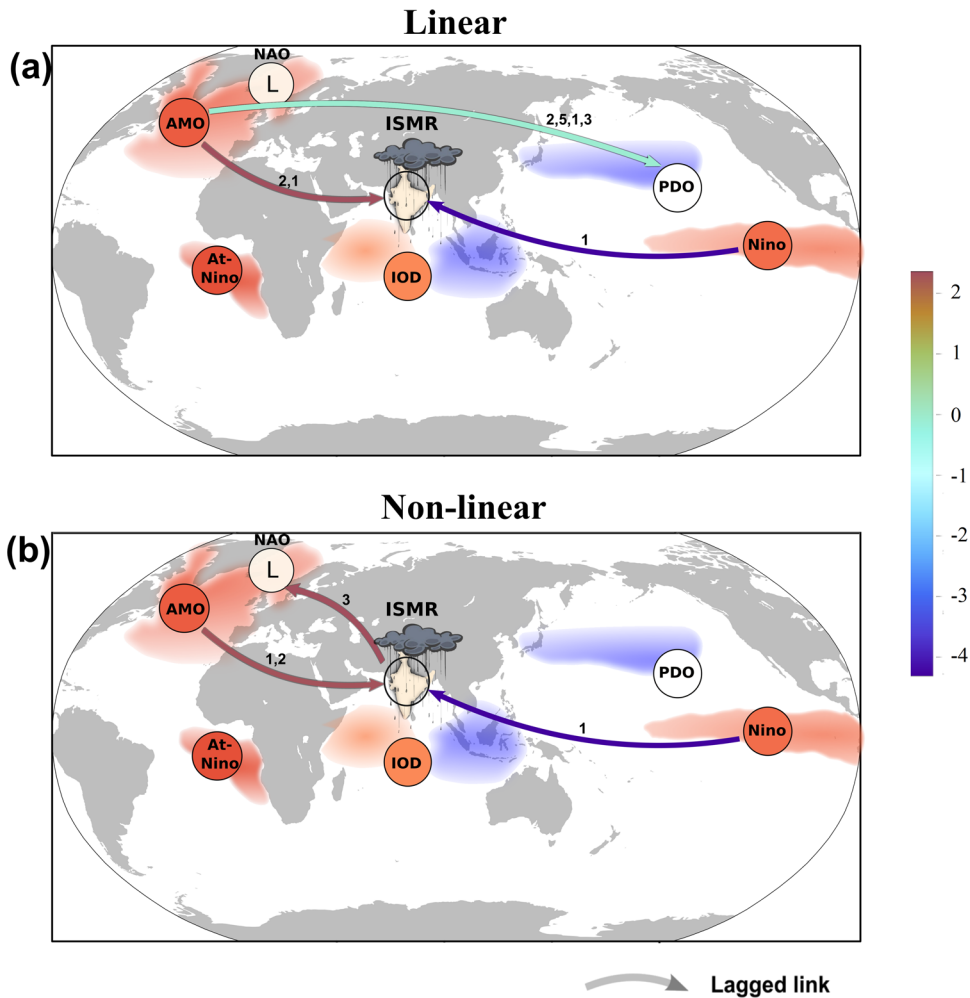 Linear
(a)
NAO
L
AMO
2,5,1,3
ISMR
2,1
PDO
1
Nino
At-
Nino
IOD
2
1
0
-1
-2
-3
-4
Non-linear
(b)
NAO
L
3
AMO
ISMR
1,2
PDO
1
Nino
At-
Nino
IOD
Lagged link